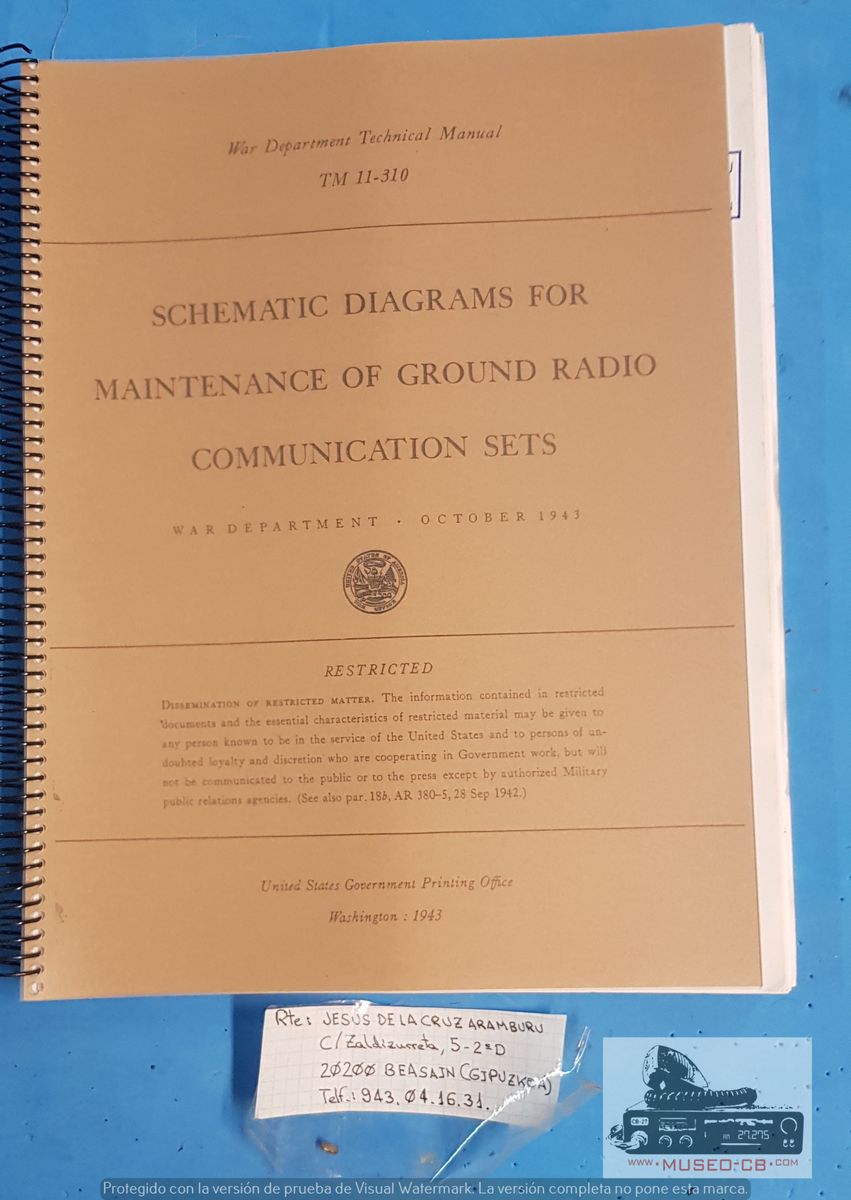 War Department Technical Manual
TM 11-310
SCHEMATIC DIAGRAMS FOR
MAINTENANCE OF GROUND RADIO
COMMUNICATION SETS
WAR DEPARTMENT · OCTOBER 1943
RESTRICTED
DISSEMINATION OF RESTRICTED MATTER. The information contained in restricted
documents and the essential characteristics of restricted material may be given to
any person known to be in the service of the United States and to persons of un-
doubted loyalty and discretion who are cooperating in Government work, but will
not be communicated to the public or to the press except by authorized Military
public relations agencies. (See also par. 18b, AR 380-5, 28 Sep 1942.)
United States Government Printing Office
Washington : 1943
Rte: JESUS DE LA CRUZ ARAMBURU
C/Zaldizurreta, 5-2ºD
20200 BEASAIN (GIPUZKOA)
Telf.: 943.04.16.31.
CB-27
27.275
WWW·MUSEO-CB.COM
Protegido con la versión de prueba de Visual Watermark. La versión completa no pone esta marca.